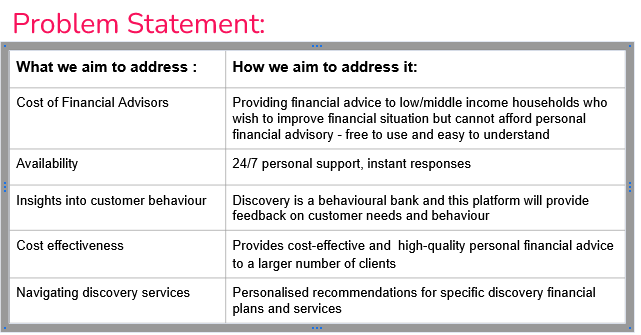 Problem Statement:
What we aim to address :
How we aim to address it:
Cost of Financial Advisors
Providing financial advice to low/middle income households who
wish to improve financial situation but cannot afford personal
financial advisory - free to use and easy to understand
Availability
24/7 personal support, instant responses
Insights into customer behaviour
Discovery is a behavioural bank and this platform will provide
feedback on customer needs and behaviour
Cost effectiveness
Provides cost-effective and  high-quality personal financial advice
to a larger number of clients
Navigating discovery services
Personalised recommendations for specific discovery financial
plans and services